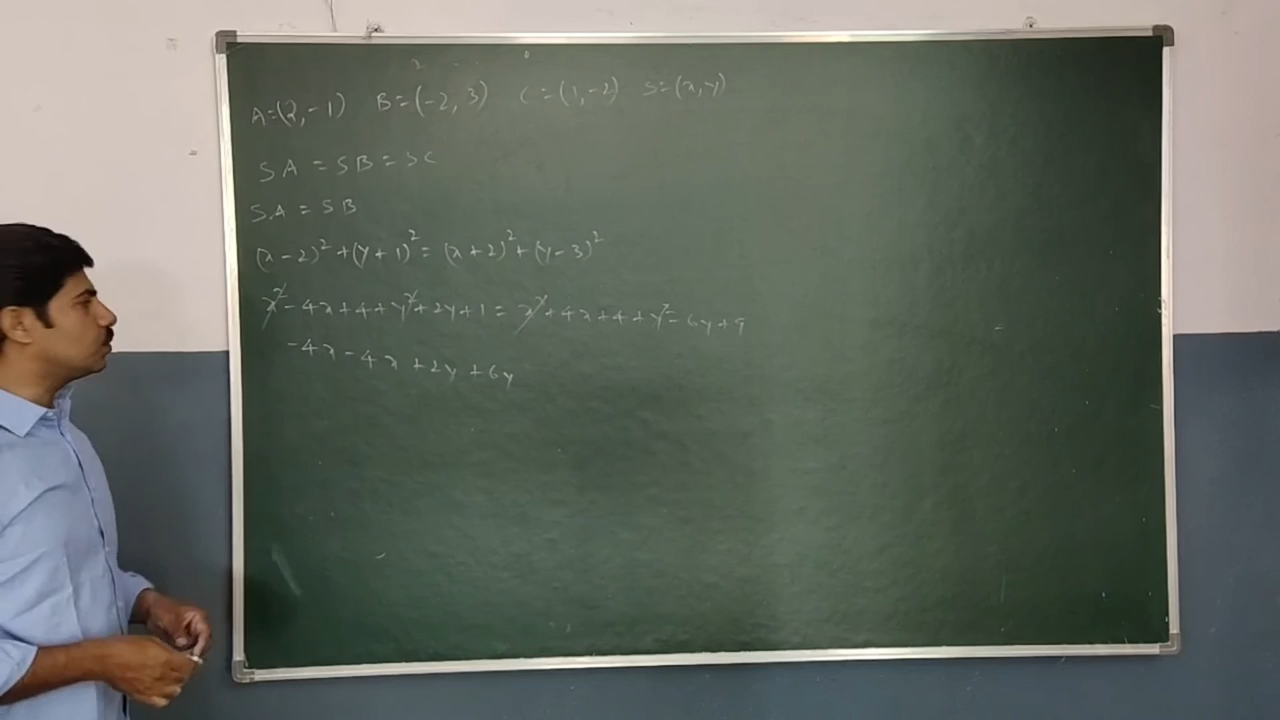 A=(2,-1) B=(-2,3) C=(1,-2) S=(x,y)
SA = SB = SC
SA = SB
(x-2)²+(y+1)²=(x+2)²+(y-3)²
x²-4x+4+y²+2y+1=x²+4x+4+y²-6y+9
-4x-4x+2y+6y